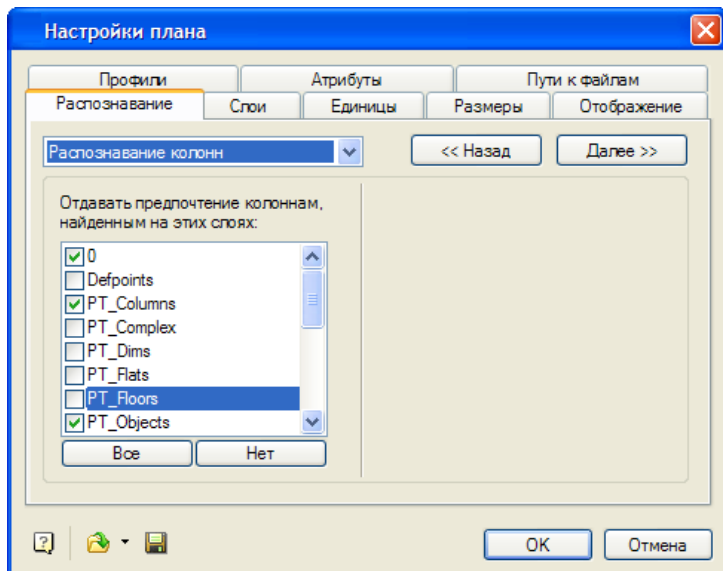 Настройки плана
Профили Атрибуты Пути к файлам
Распознавание Слои Единицы Размеры Отображение
Распознавание колонн << Назад Далее >>
Отдавать предпочтение колоннам,
найденным на этих слоях:
0
Defpoints
PT_Columns
PT_Complex
PT_Dims
PT_Flats
PT_Floors
PT_Objects
Все Нет
OK Отмена